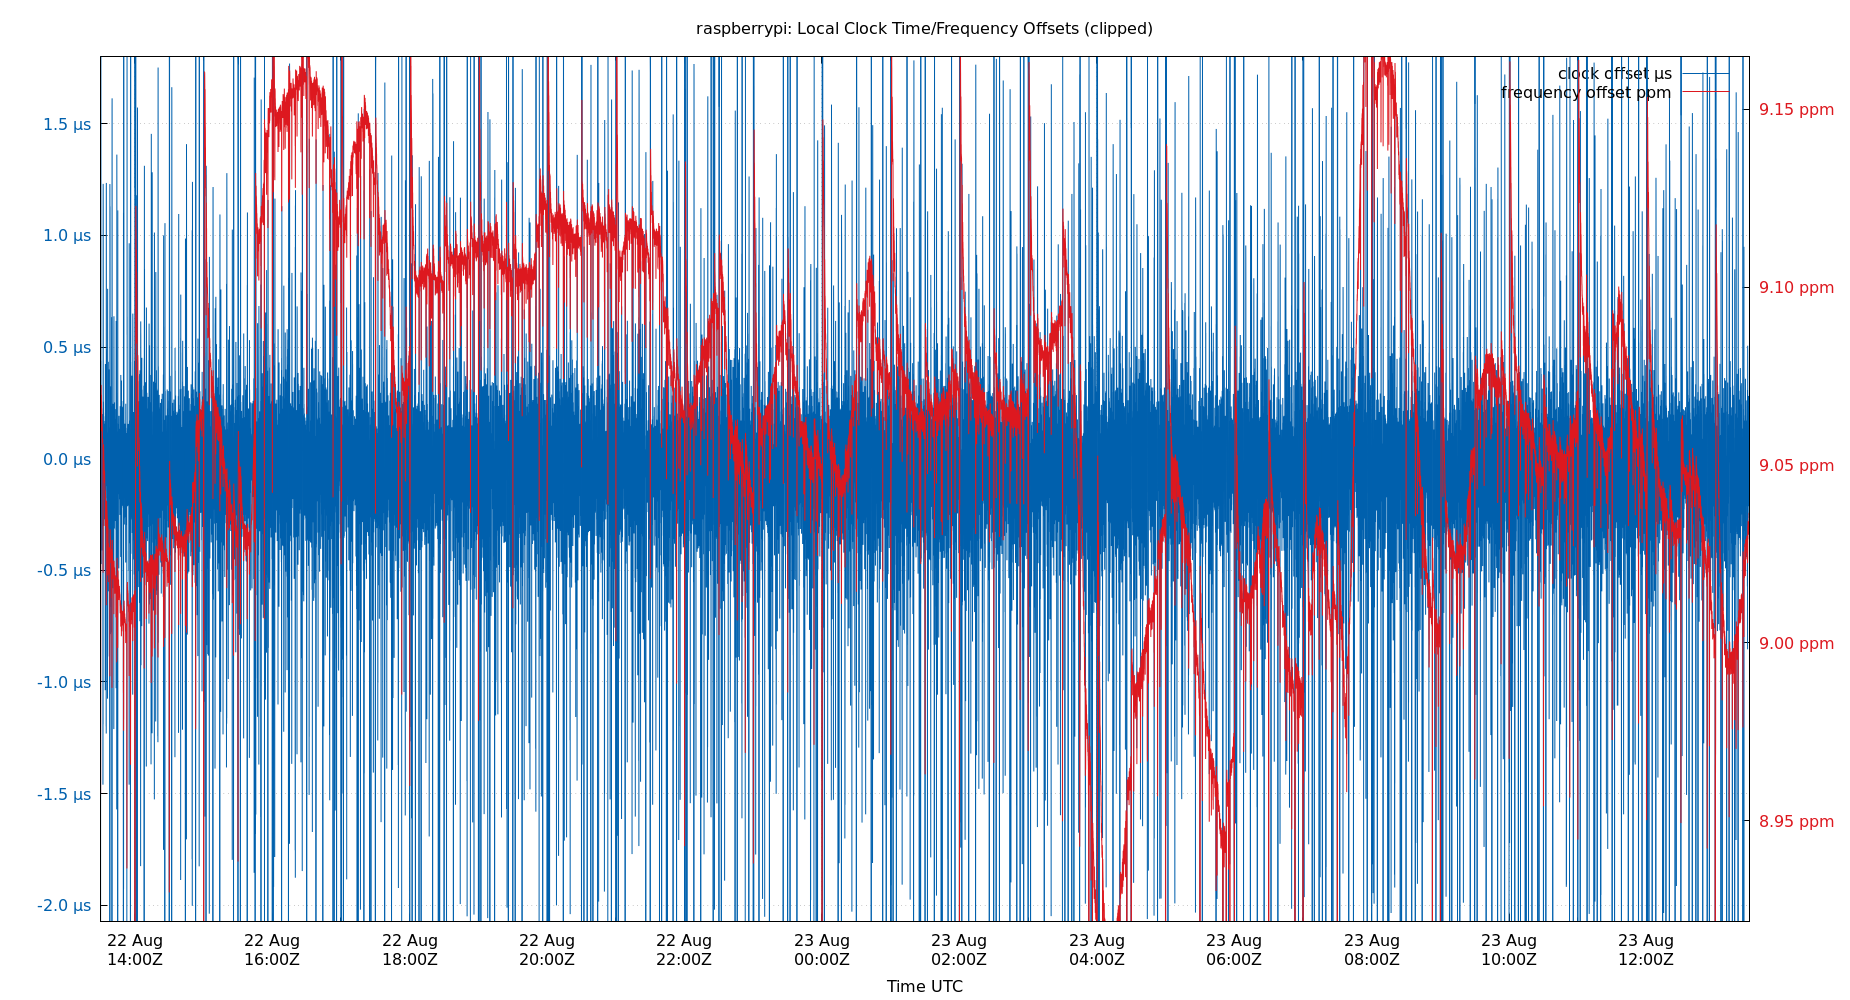 raspberrypi: Local Clock Time/Frequency Offsets (clipped)
clock offset µs
frequency offset ppm
1.5 µs
1.0 µs
0.5 µs
0.0 µs
-0.5 µs
-1.0 µs
-1.5 µs
-2.0 µs
9.15 ppm
9.10 ppm
9.05 ppm
9.00 ppm
8.95 ppm
22 Aug 22 Aug 22 Aug 22 Aug 22 Aug 23 Aug 23 Aug 23 Aug 23 Aug 23 Aug 23 Aug 23 Aug
14:00Z 16:00Z 18:00Z 20:00Z 22:00Z 00:00Z 02:00Z 04:00Z 06:00Z 08:00Z 10:00Z 12:00Z
Time UTC